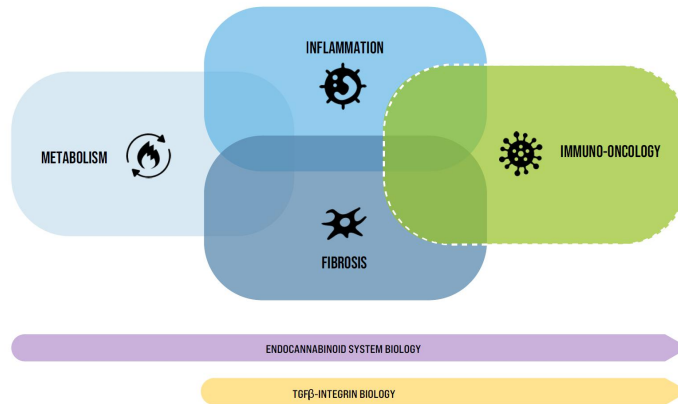 INFLAMMATION
METABOLISM
IMMUNO-ONCOLOGY
FIBROSIS
ENDOCANNABINOID SYSTEM BIOLOGY
TGFβ-INTEGRIN BIOLOGY